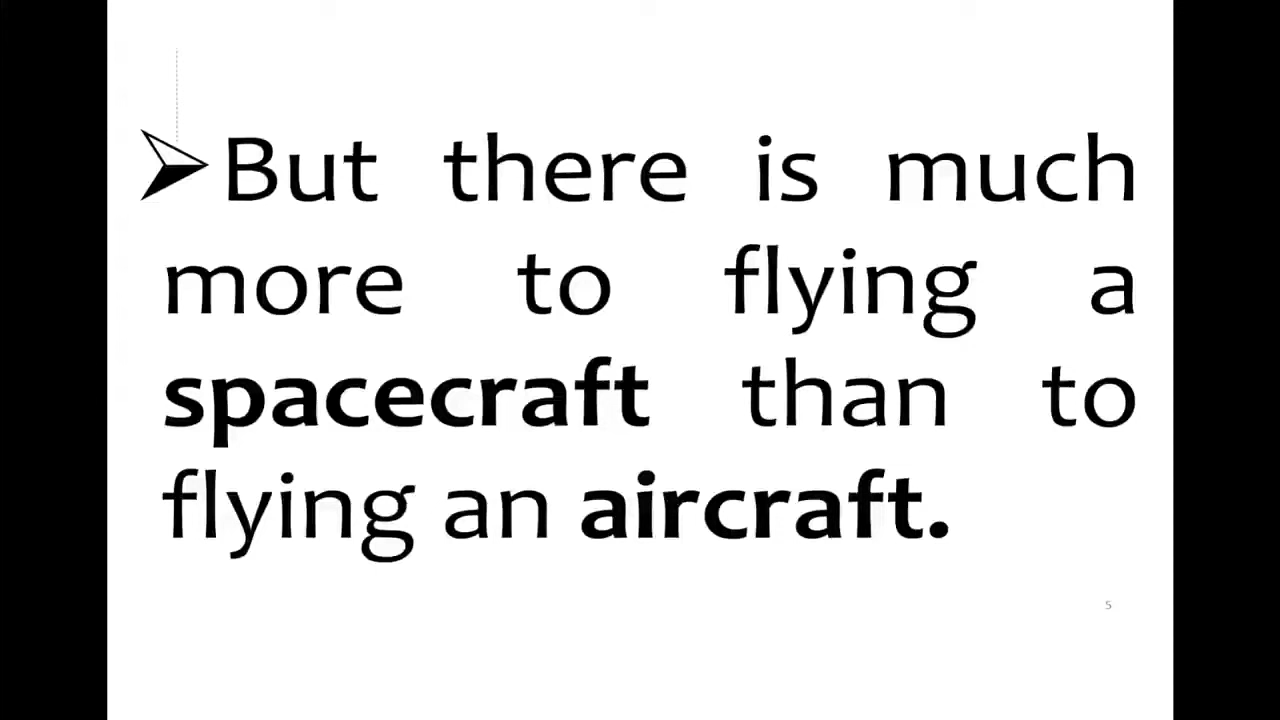 But there is much
more to flying a
spacecraft than to
flying an aircraft.
5